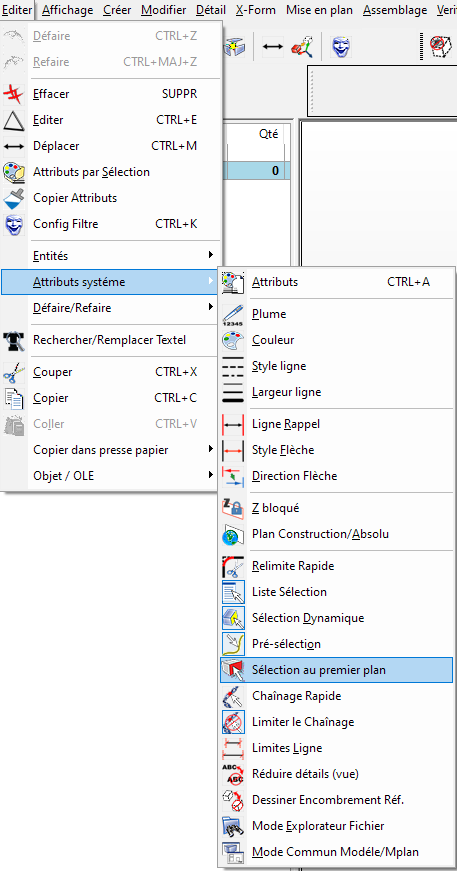 Editer Affichage Créer Modifier Détail X-Form Mise en plan Assemblage Veri
Défaire CTRL+Z
Refaire CTRL+MAJ+Z
Effacer SUPPR
Editer CTRL+E
Déplacer CTRL+M
Attributs par Sélection
Copier Attributs
Config Filtre CTRL+K
Entités
Attributs systéme
Défaire/Refaire
Rechercher/Remplacer Textel
Couper CTRL+X
Copier CTRL+C
Coller CTRL+V
Copier dans presse papier
Objet / OLE
Qté
0
Attributs CTRL+A
Plume
12345
Couleur
Style ligne
Largeur ligne
Ligne Rappel
Style Flèche
Direction Flèche
Z bloqué
Plan Construction/Absolu
Relimite Rapide
Liste Sélection
Sélection Dynamique
Pré-sélection
Sélection au premier plan
Chaînage Rapide
Limiter le Chaînage
Limites Ligne
ABC
ABC
Réduire détails (vue)
Dessiner Encombrement Réf.
Mode Explorateur Fichier
Mode Commun Modéle/Mplan